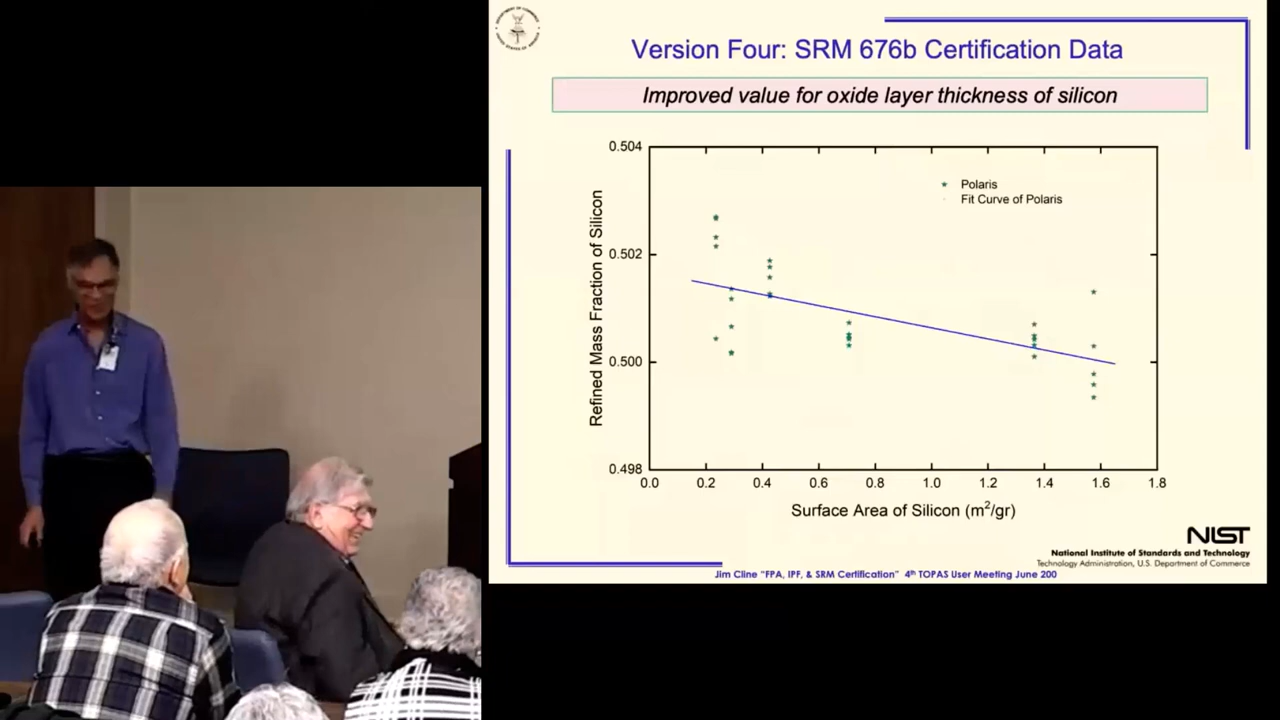 Version Four: SRM 676b Certification Data
Improved value for oxide layer thickness of silicon
0.504
0.502
0.500
0.498
Refined Mass Fraction of Silicon
Polaris
Fit Curve of Polaris
0.0 0.2 0.4 0.6 0.8 1.0 1.2 1.4 1.6 1.8
Surface Area of Silicon (m²/gr)
NIST
National Institute of Standards and Technology
Technology Administration, U.S. Department of Commerce
Jim Cline "FPA, IPF, & SRM Certification" 4th TOPAS User Meeting June 200